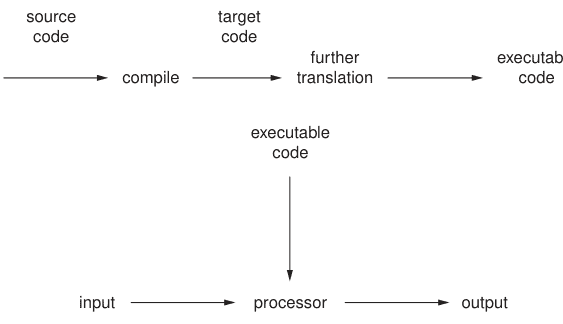 source
code
target
code
compile
further
translation
executab
code
executable
code
input
processor
output